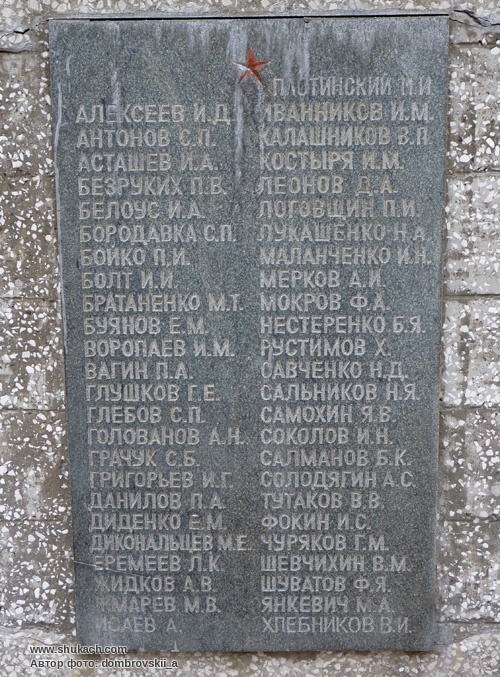 ПЛОТИНСКИЙ М.И
АЛЕКСЕЕВ И.Д.
АНТОНОВ С.П.
АСТАШЕВ И.А.
БЕЗРУКИХ П.В.
БЕЛОУС И.А.
БОРОДАВКА С.П.
БОЙКО П.И.
БОЛТ И.И.
БРАТАНЕНКО М.Т.
БУЯНОВ Е.М.
ВОРОПАЕВ И.М.
ВАГИН П.А.
ГЛУШКОВ Г.Е.
ГЛЕБОВ С.П.
ГОЛОВАНОВ А.Н.
ГРАЧУК С.Б.
ГРИГОРЬЕВ И.Г.
ДАНИЛОВ П.А.
ДИДЕНКО Е.М.
ДИКОНАЛЬЦЕВ М.Е.
ЕРЕМЕЕВ Л.К.
ЖИДКОВ А.В
ЖМАРЕВ М.В.
ИСАЕВ А.
ИВАННИКОВ И.М.
КАЛАШНИКОВ В.П
КОСТЫРЯ И.М.
ЛЕОНОВ Д.А.
ЛОГОВЩИН П.И.
ЛУКАШЕНКО Н.А.
МАЛАНЧЕНКО И.Н.
МЕРКОВ А.И.
МОКРОВ Ф.А.
НЕСТЕРЕНКО Б.Я.
РУСТИМОВ Х.
САВЧЕНКО Н.Д.
САЛЬНИКОВ Н.Я.
САМОХИН Я.В.
СОКОЛОВ И.Н.
САЛМАНОВ Б.К.
СОЛОДЯГИН А.С.
ТУТАКОВ В.В.
ФОКИН И.С.
ЧУРЯКОВ Г.М.
ШЕВЧИХИН В.М.
ШУВАТОВ Ф.Я.
ЯНКЕВИЧ М.А.
ХЛЕБНИКОВ В.И.
www.shukach.com
Автор фото: dombrovskii_a